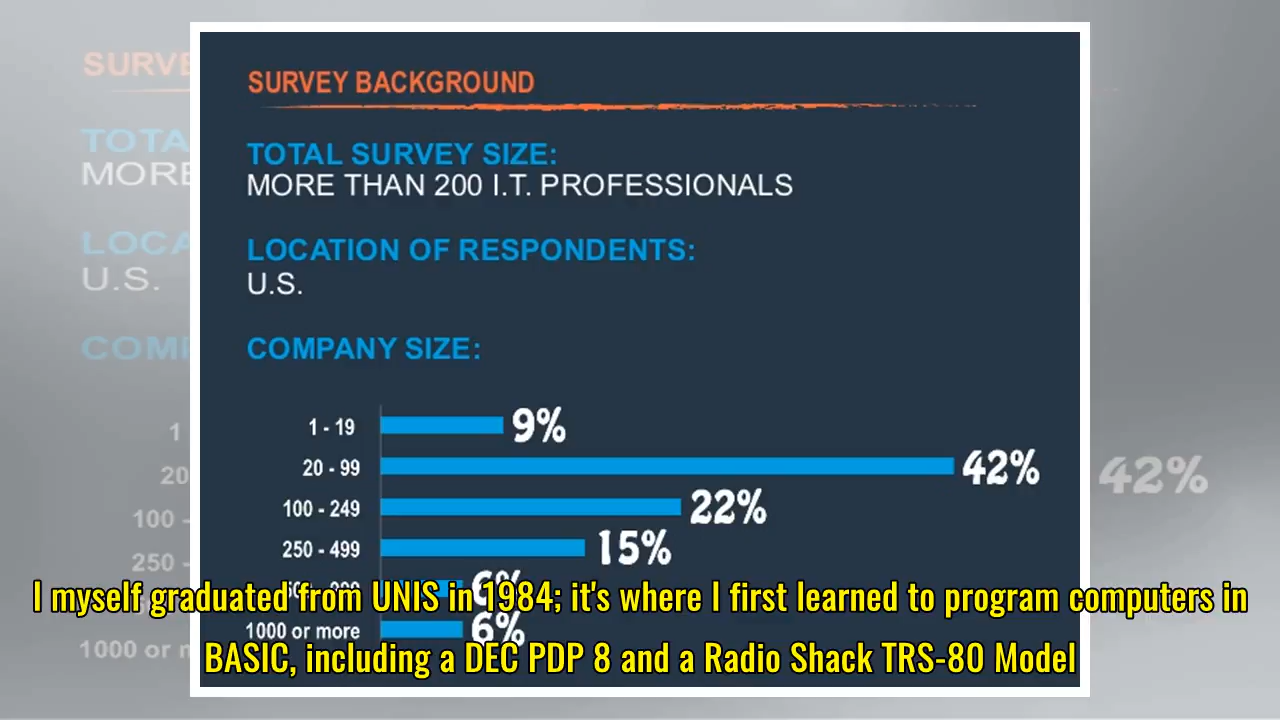 SURVEY BACKGROUND
TOTAL SURVEY SIZE:
MORE THAN 200 I.T. PROFESSIONALS
LOCATION OF RESPONDENTS:
U.S.
COMPANY SIZE:
1 - 19 9%
20 - 99 42%
100 - 249 22%
250 - 499 15%
6%
1000 or more 6%
I myself graduated from UNIS in 1984; it's where I first learned to program computers in
BASIC, including a DEC PDP 8 and a Radio Shack TRS-80 Model